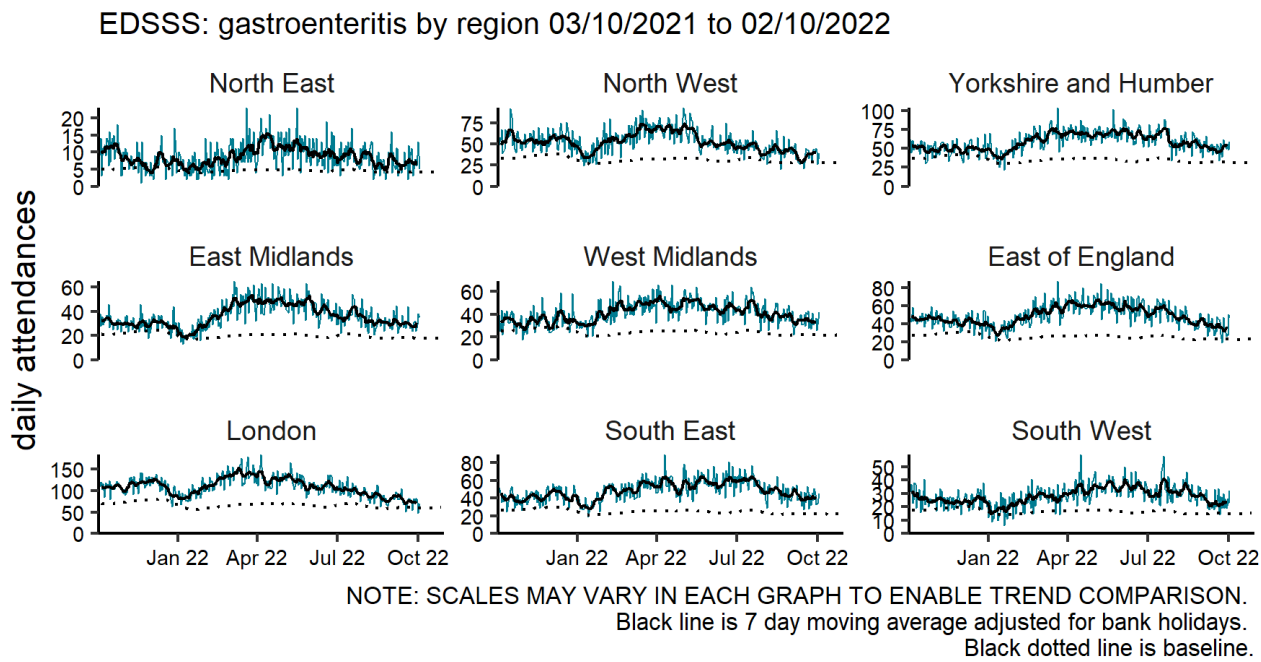 EDSSS: gastroenteritis by region 03/10/2021 to 02/10/2022
daily attendances
North East
20
15
10
5
0
North West
75
50
25
0
Yorkshire and Humber
100
75
50
25
0
East Midlands
60
40
20
0
West Midlands
60
40
20
0
East of England
80
60
40
20
0
London
150
100
50
0
South East
80
60
40
20
0
South West
50
40
30
20
10
0
Jan 22 Apr 22 Jul 22 Oct 22
Jan 22 Apr 22 Jul 22 Oct 22
Jan 22 Apr 22 Jul 22 Oct 22
NOTE: SCALES MAY VARY IN EACH GRAPH TO ENABLE TREND COMPARISON.
Black line is 7 day moving average adjusted for bank holidays.
Black dotted line is baseline.